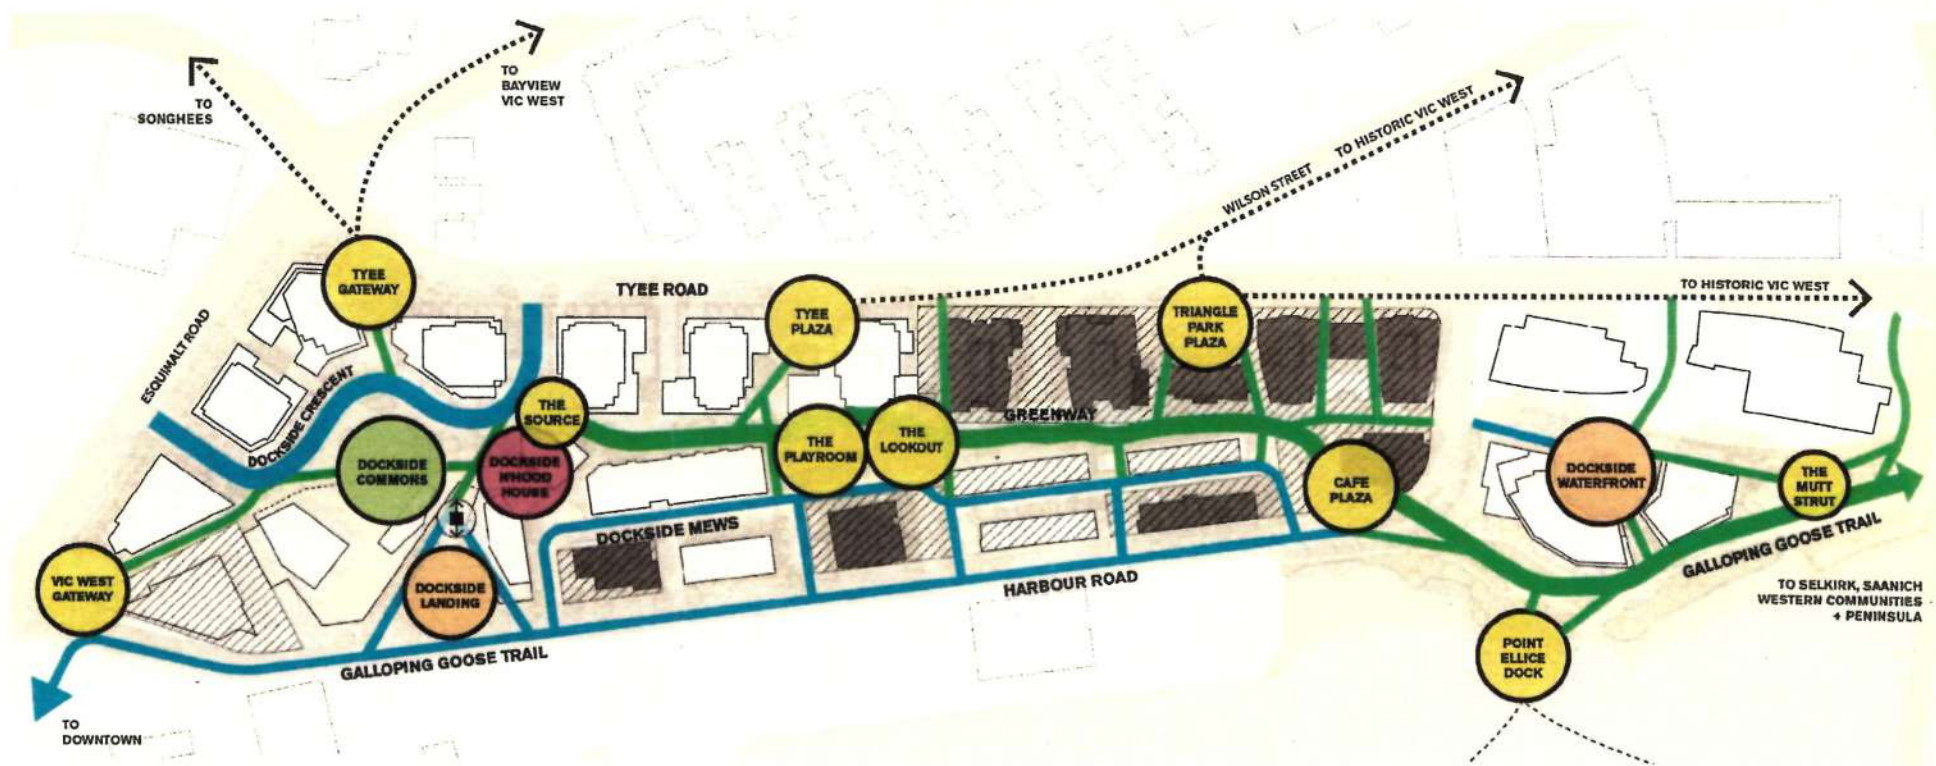 TO
SONGHEES
TO
BAYVIEW
VIC WEST
TO HISTORIC VIC WEST
WILSON STREET
TYEE
GATEWAY
TYEE ROAD
TYEE
PLAZA
TRIANGLE
PARK
PLAZA
TO HISTORIC VIC WEST
ESQUIMALT ROAD
DOCKSIDE CRESCENT
THE
SOURCE
GREENWAY
DOCKSIDE
COMMONS
DOCKSIDE
N'HOOD
HOUSE
THE
PLAYROOM
THE
LOOKOUT
CAFE
PLAZA
DOCKSIDE
WATERFRONT
THE
MUTT
STRUT
DOCKSIDE MEWS
VIC WEST
GATEWAY
DOCKSIDE
LANDING
HARBOUR ROAD
GALLOPING GOOSE TRAIL
TO SELKIRK, SAANICH
WESTERN COMMUNITIES
+ PENINSULA
GALLOPING GOOSE TRAIL
POINT
ELLICE
DOCK
TO
DOWNTOWN